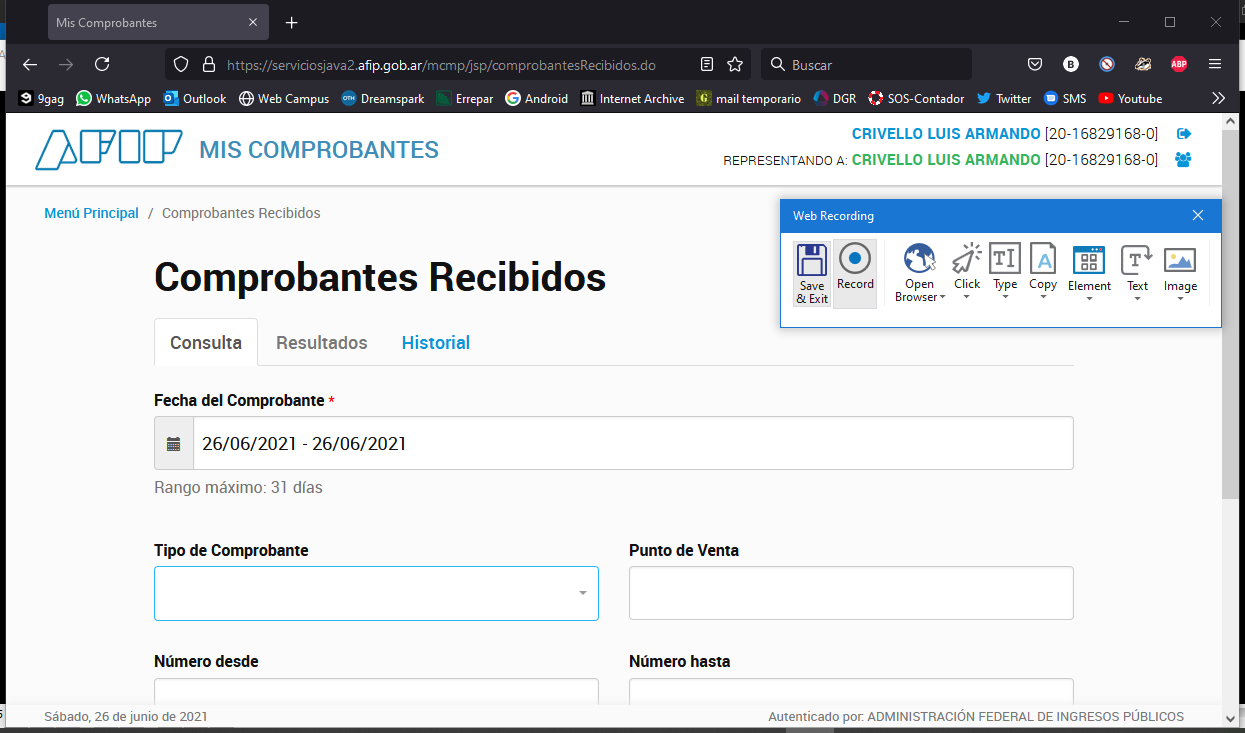 Mis Comprobantes
https://serviciosjava2.afip.gob.ar/mcmp/jsp/comprobantesRecibidos.do
Buscar
B
ABP
9gag
WhatsApp
Outlook
Web Campus
Dreamspark
Errepar
Android
Internet Archive
mail temporario
DGR
SOS-Contador
Twitter
SMS
Youtube
AFIP MIS COMPROBANTES
CRIVELLO LUIS ARMANDO [20-16829168-0]
REPRESENTANDO A: CRIVELLO LUIS ARMANDO [20-16829168-0]
Menú Principal / Comprobantes Recibidos
Web Recording
Save & Exit
Record
Open Browser
Click
Type
Copy
Element
Text
Image
Comprobantes Recibidos
Consulta
Resultados
Historial
Fecha del Comprobante *
26/06/2021 - 26/06/2021
Rango máximo: 31 días
Tipo de Comprobante
Punto de Venta
Número desde
Número hasta
Sábado, 26 de junio de 2021
Autenticado por: ADMINISTRACIÓN FEDERAL DE INGRESOS PÚBLICOS